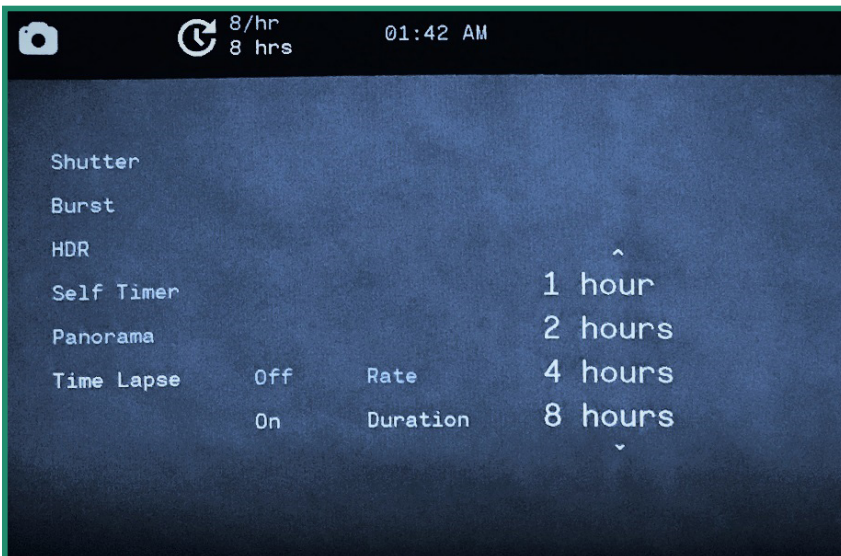 8/hr
8 hrs
01:42 AM
Shutter
Burst
HDR
Self Timer
Panorama
Time Lapse
Off
On
Rate
Duration
1 hour
2 hours
4 hours
8 hours